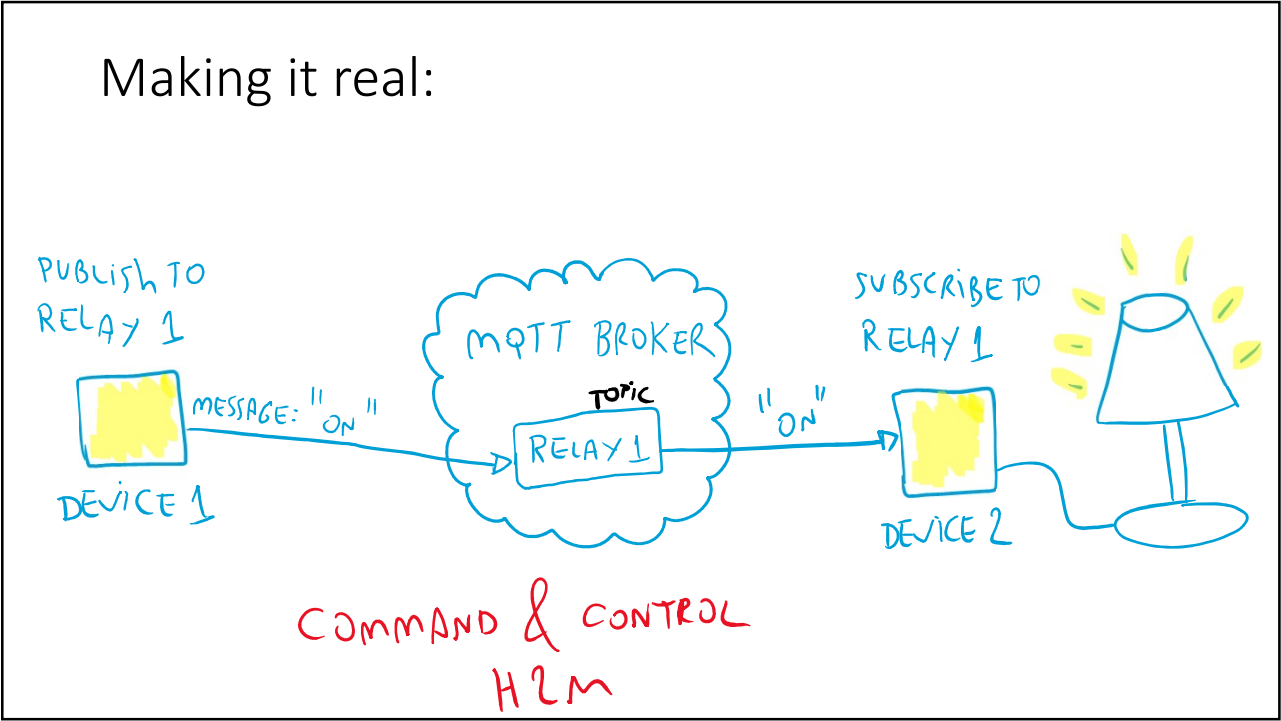 Making it real:
PUBLISH TO
RELAY 1
MESSAGE: "ON"
DEVICE 1
MQTT BROKER
TOPIC
RELAY 1
"ON"
SUBSCRIBE TO
RELAY 1
DEVICE 2
COMMAND & CONTROL
H2M